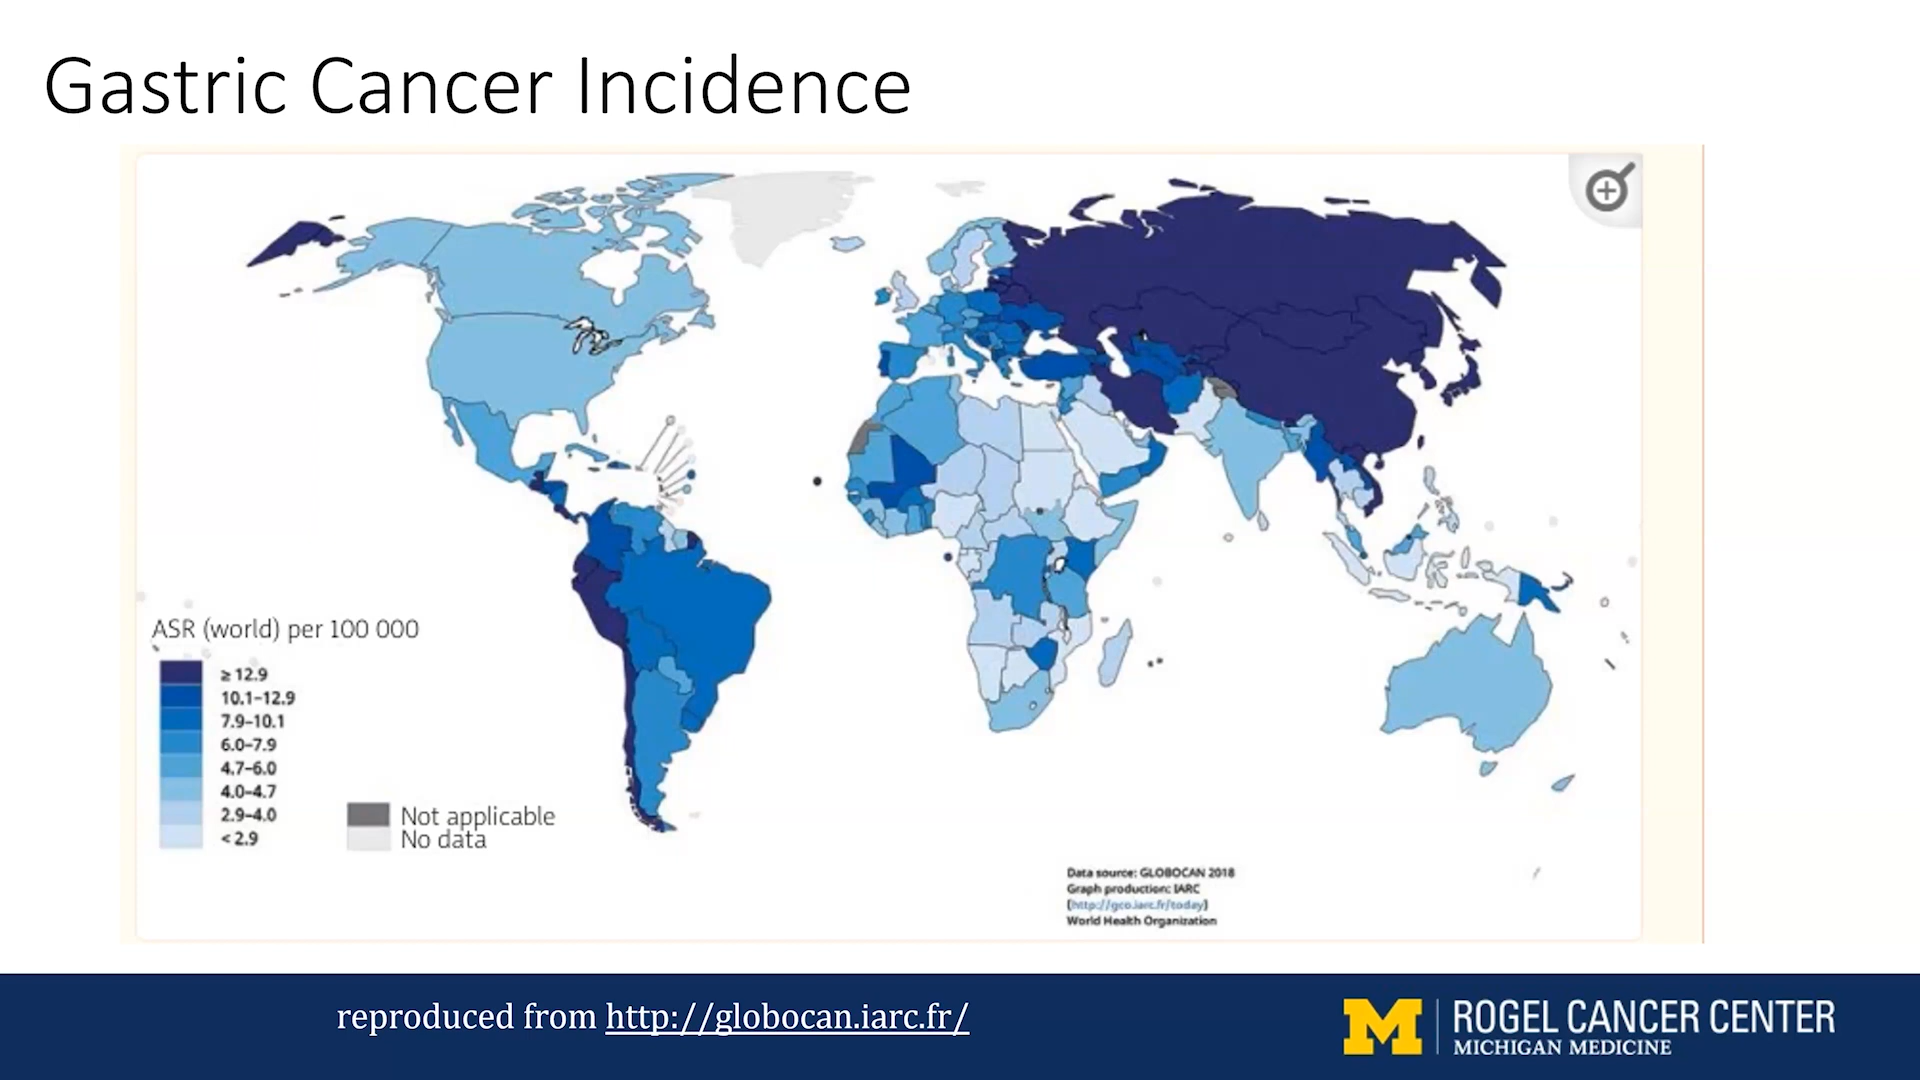 Gastric Cancer Incidence
ASR (world) per 100 000
≥ 12.9
10.1–12.9
7.9–10.1
6.0–7.9
4.7–6.0
4.0–4.7
2.9–4.0
< 2.9
Not applicable
No data
Data source: GLOBOCAN 2018
Graph production: IARC
(http://gco.iarc.fr/today)
World Health Organization
reproduced from http://globocan.iarc.fr/
M
ROGEL CANCER CENTER
MICHIGAN MEDICINE